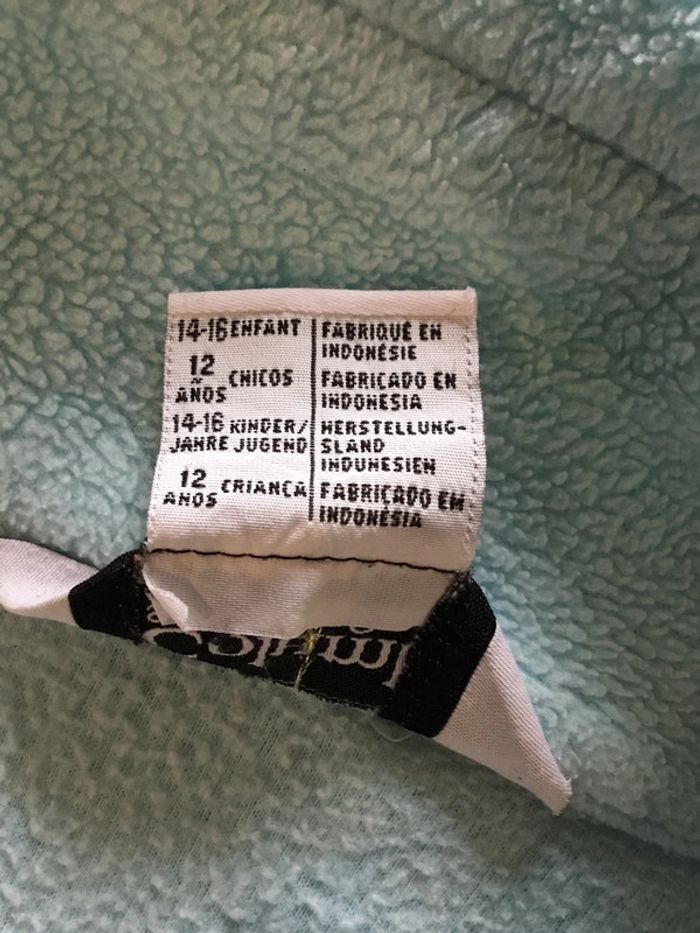 14-16 ENFANT
12
AÑOS CHICOS
14-16 KINDER/
JAHRE JUGEND
12
ANOS CRIANÇA
FABRIQUÉ EN
INDONÉSIE
FABRICADO EN
INDONESIA
HERSTELLUNG-
SLAND
INDUNESIEN
FABRICADO EM
INDONÉSIA